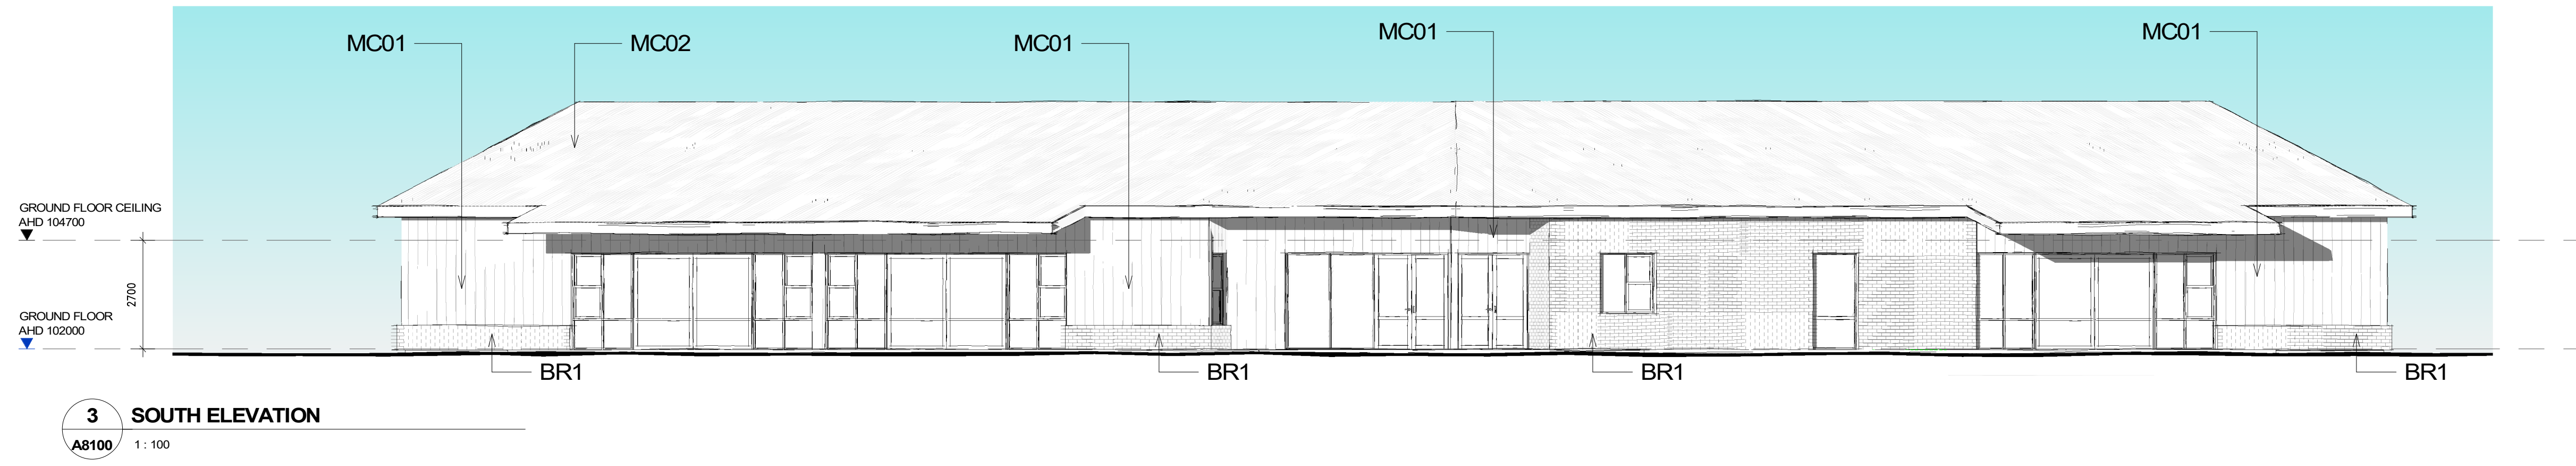 MC01
MC02
MC01
MC01
MC01
GROUND FLOOR CEILING
AHD 104700
2700
GROUND FLOOR
AHD 102000
BR1
BR1
BR1
BR1
3
SOUTH ELEVATION
A8100
1 : 100